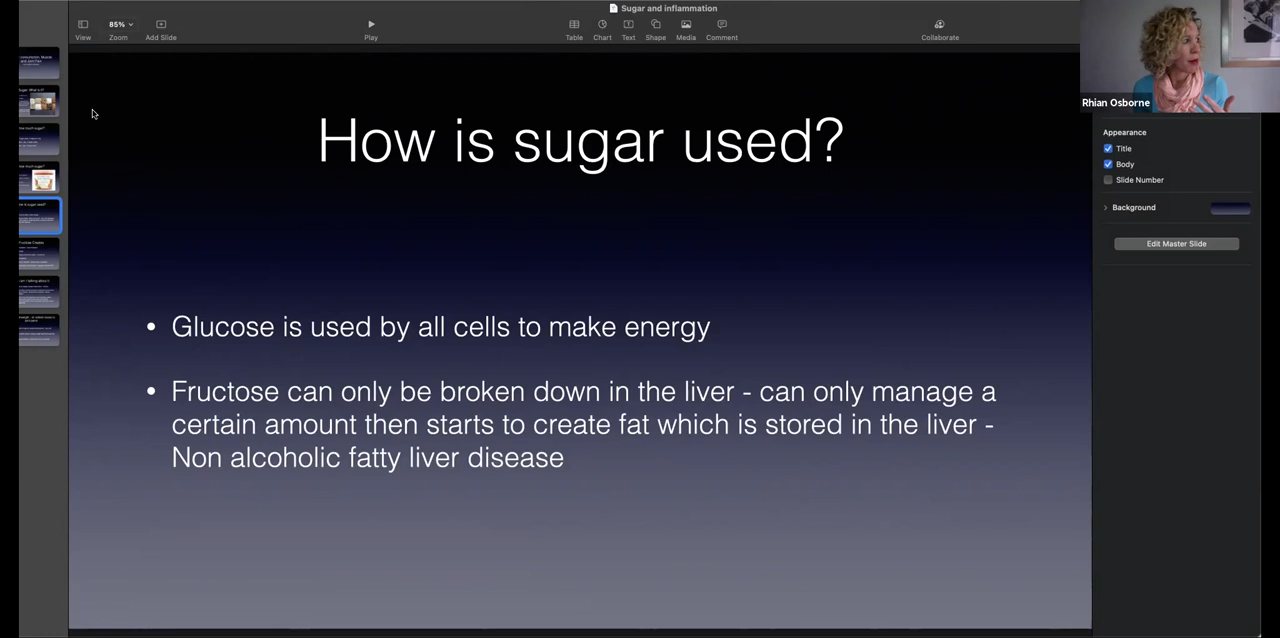 Sugar and inflammation
85%
View
Zoom
Add Slide
Play
Table
Chart
Text
Shape
Media
Comment
Collaborate
Rhian Osborne
How is sugar used?
• Glucose is used by all cells to make energy
• Fructose can only be broken down in the liver - can only manage a
certain amount then starts to create fat which is stored in the liver -
Non alcoholic fatty liver disease
Appearance
Title
Body
Slide Number
Background
Edit Master Slide